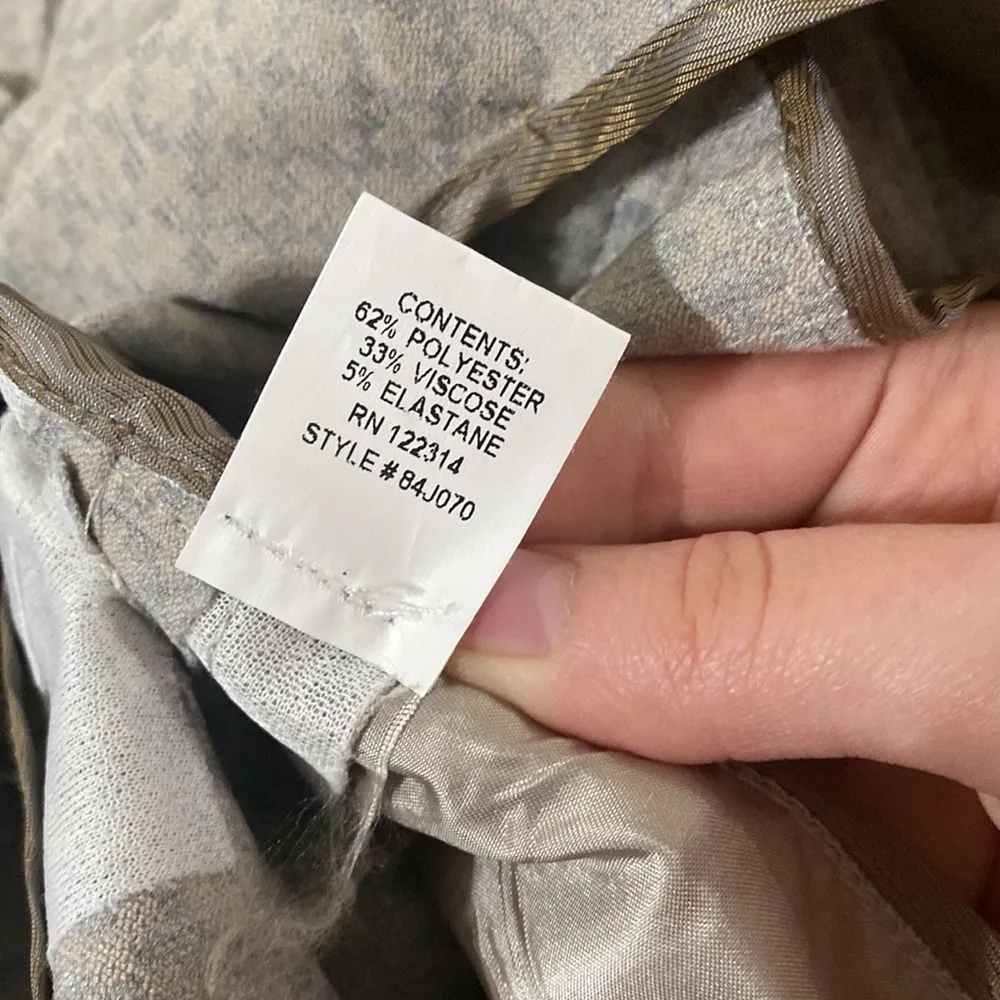 CONTENTS:
62% POLYESTER
33% VISCOSE
5% ELASTANE
RN 122314
STYLE # 84J070